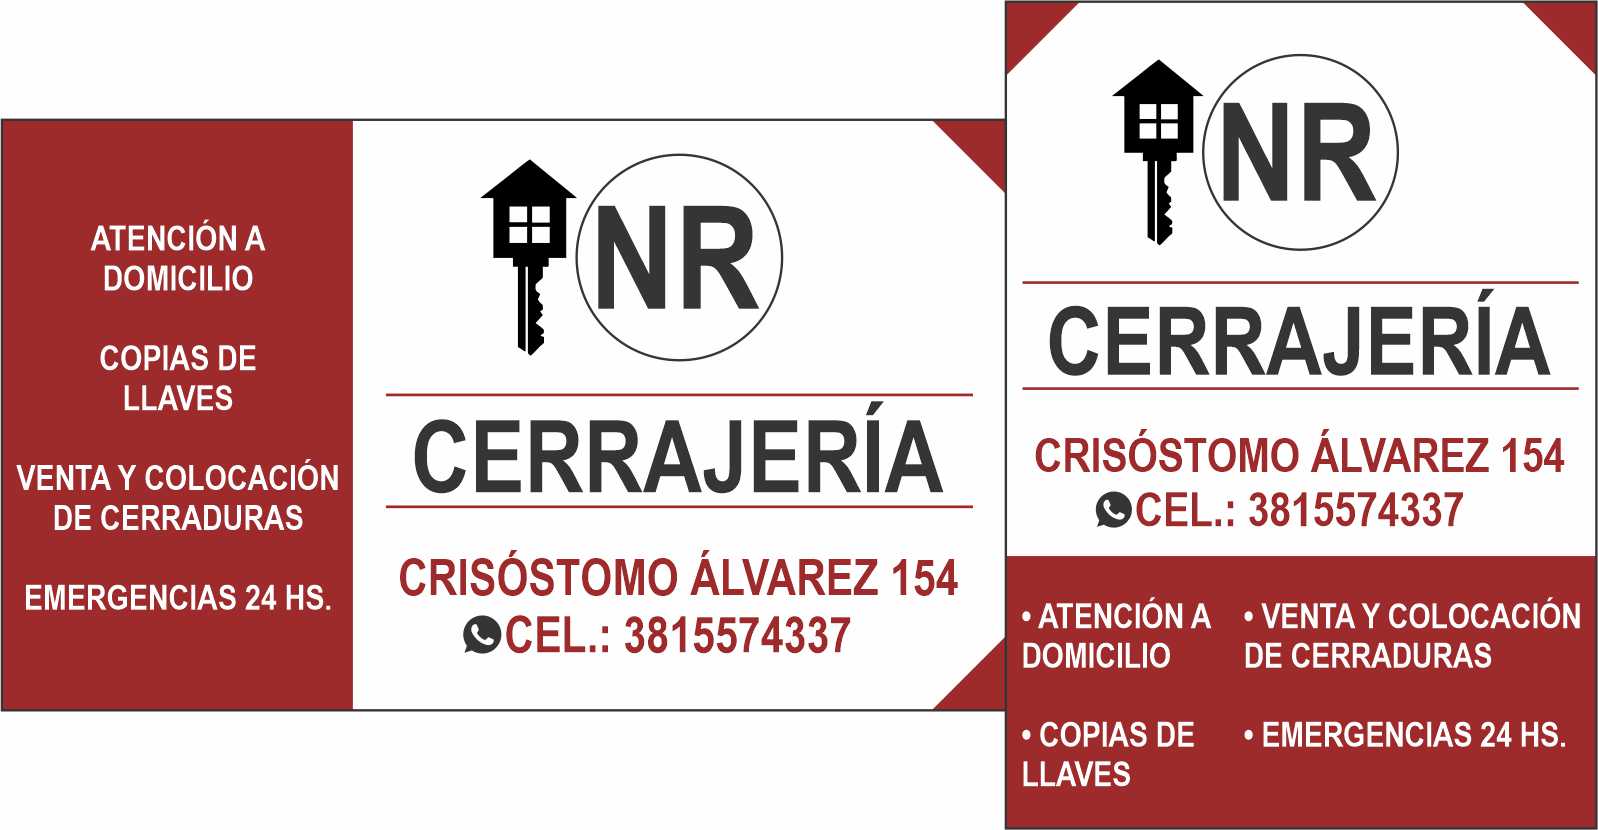 ATENCIÓN A
DOMICILIO
COPIAS DE
LLAVES
VENTA Y COLOCACIÓN
DE CERRADURAS
EMERGENCIAS 24 HS.
NR
CERRAJERÍA
CRISÓSTOMO ÁLVAREZ 154
CEL.: 3815574337
NR
CERRAJERÍA
CRISÓSTOMO ÁLVAREZ 154
CEL.: 3815574337
• ATENCIÓN A
DOMICILIO
• COPIAS DE
LLAVES
• VENTA Y COLOCACIÓN
DE CERRADURAS
• EMERGENCIAS 24 HS.